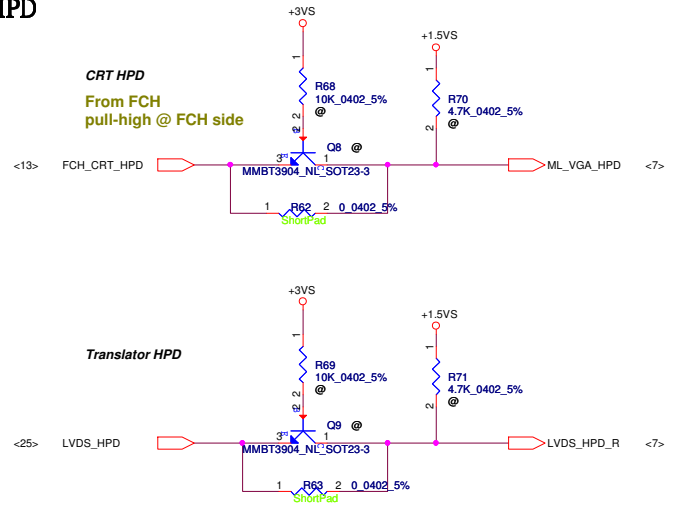 HPD
+3VS
+1.5VS
CRT HPD
From FCH
pull-high @ FCH side
1
R68
10K_0402_5%
@
2
1
R70
4.7K_0402_5%
@
2
2
Q8 @
<13> FCH_CRT_HPD
3
1
ML_VGA_HPD <7>
MMBT3904_NL_SOT23-3
1 R62 2 0_0402_5%
ShortPad
+3VS
+1.5VS
Translator HPD
1
R69
10K_0402_5%
@
2
1
R71
4.7K_0402_5%
@
2
2
Q9 @
<25> LVDS_HPD
3
1
LVDS_HPD_R <7>
MMBT3904_NL_SOT23-3
1 R63 2 0_0402_5%
ShortPad